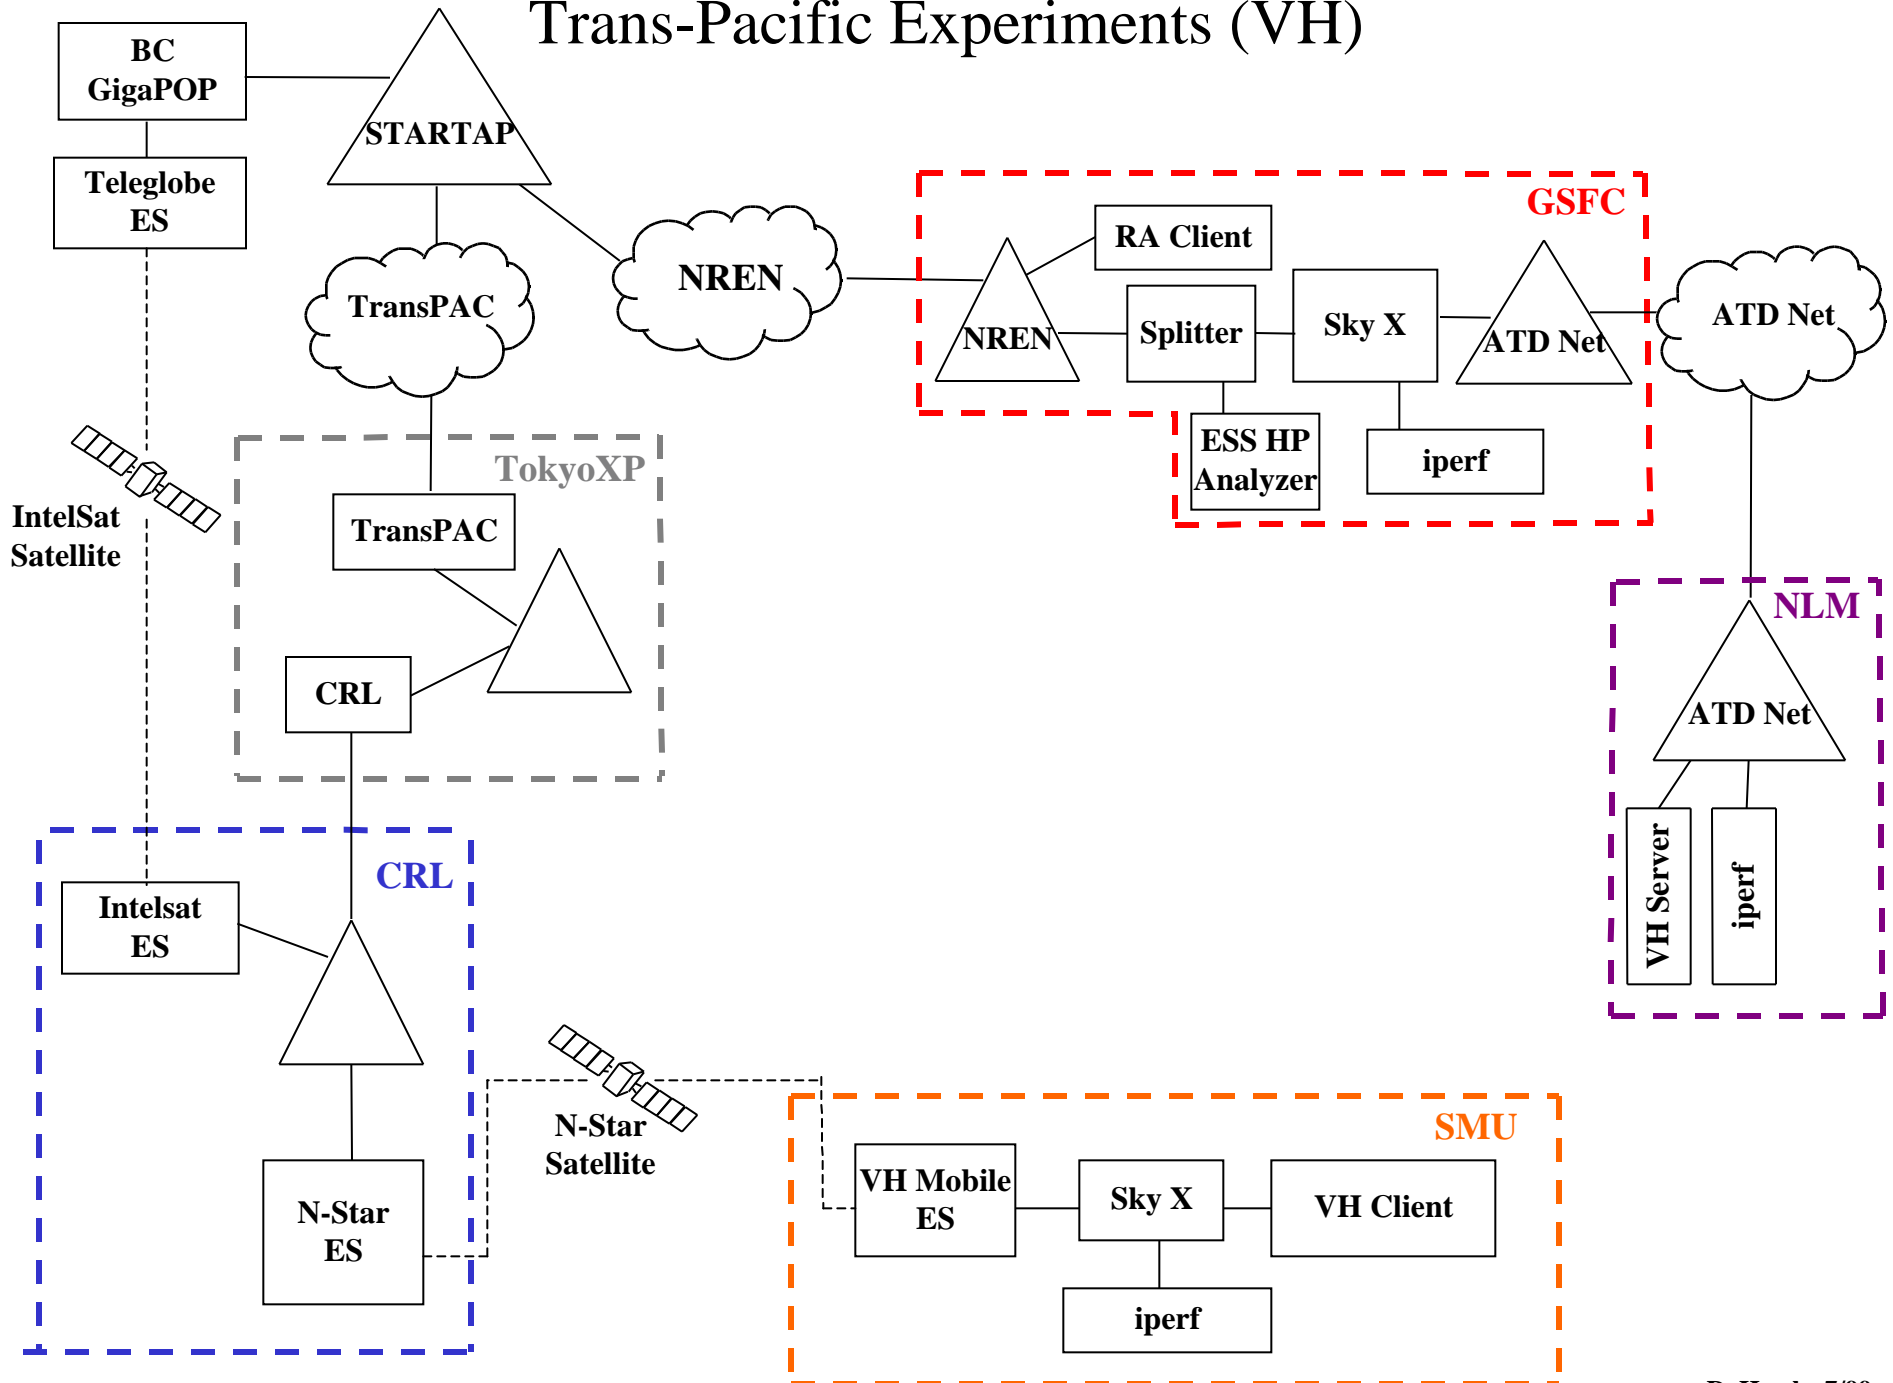 Trans-Pacific Experiments (VH)
BC
GigaPOP
STARTAP
Teleglobe
ES
GSFC
RA Client
NREN
TransPAC
NREN
Splitter
Sky X
ATD Net
ATD Net
ESS HP
Analyzer
iperf
TokyoXP
IntelSat
Satellite
TransPAC
CRL
NLM
ATD Net
VH Server
iperf
CRL
Intelsat
ES
N-Star
Satellite
N-Star
ES
SMU
VH Mobile
ES
Sky X
VH Client
iperf